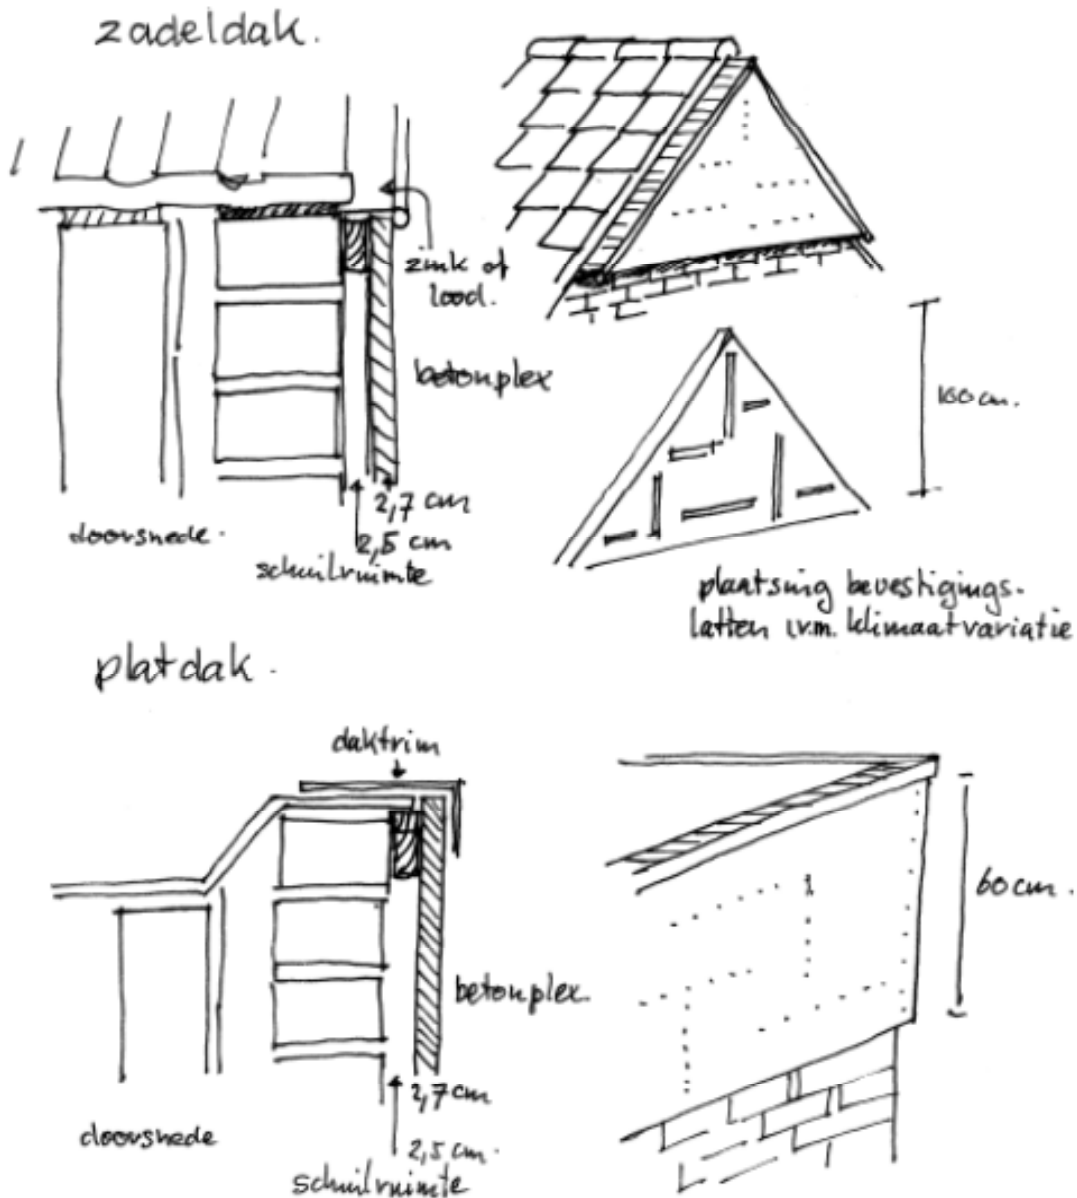 zadeldak.
zink of
lood.
betonplex
2,7 cm
2,5 cm
schuilruimte
doorsnede.
160 cm.
plaatsing bevestigings-
latten i.v.m. klimaatvariatie
platdak.
daktrim
betonplex.
2,7 cm
2,5 cm.
schuilruimte
doorsnede
60 cm.